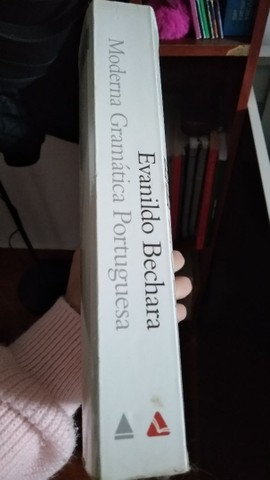 Evanildo Bechara
Moderna Gramática Portuguesa